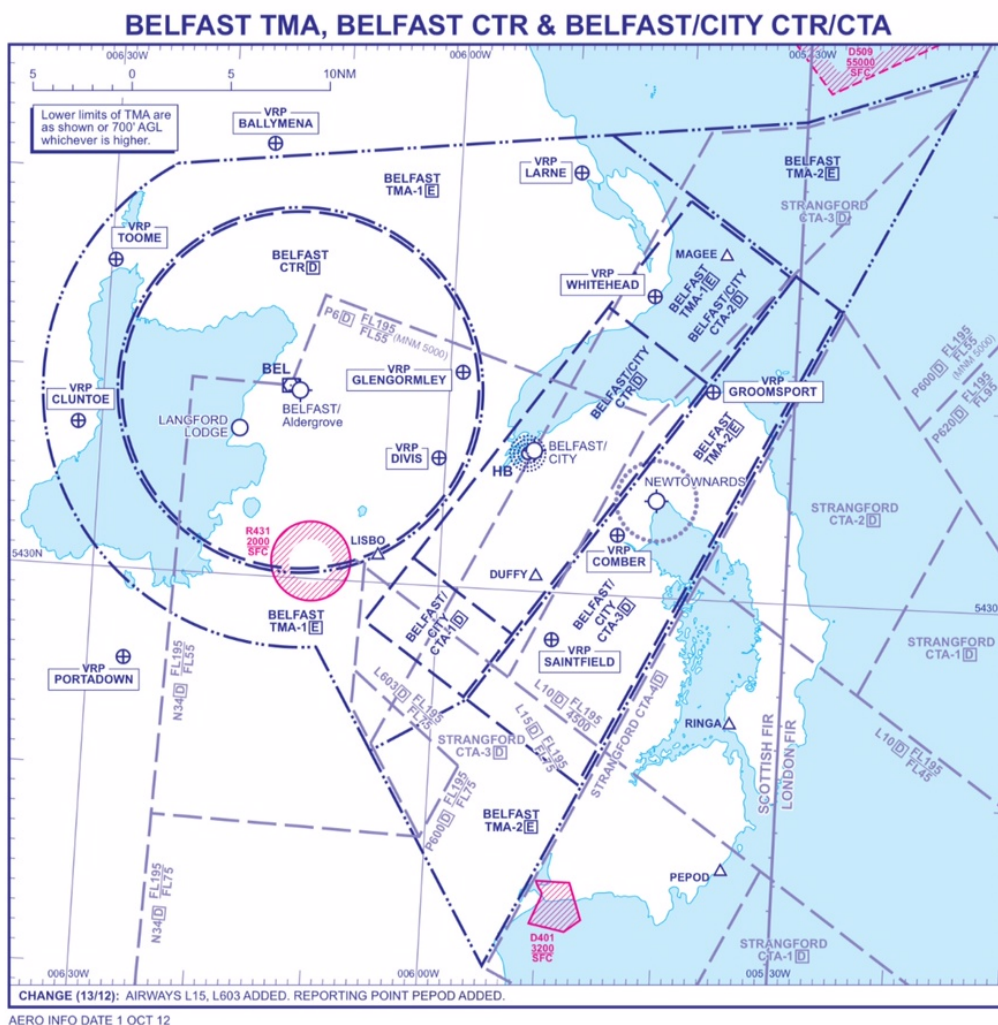 BELFAST TMA, BELFAST CTR & BELFAST/CITY CTR/CTA
006 30W
006 00W
005 30W
D509
55000
SFC
5 0 5 10NM
Lower limits of TMA are
as shown or 700' AGL
whichever is higher.
VRP
BALLYMENA
VRP
LARNE
BELFAST
TMA-1 E
BELFAST
TMA-2 E
STRANGFORD
CTA-3 D
VRP
TOOME
BELFAST
CTR D
MAGEE
VRP
WHITEHEAD
BELFAST
TMA-1 E
BELFAST/CITY
CTA-2 D
P6 D FL195
FL55 (MNM 5000)
P600 D FL195
FL55
(MNM 5000)
P620 D FL195
FL95
BEL
BELFAST/
Aldergrove
VRP
GLENGORMLEY
BELFAST/CITY
CTR D
VRP
GROOMSPORT
VRP
CLUNTOE
LANGFORD
LODGE
VRP
DIVIS
HB
BELFAST/
CITY
BELFAST
TMA-2 E
NEWTOWNARDS
STRANGFORD
CTA-2 D
R431
2000
SFC
LISBO
5430N
VRP
COMBER
DUFFY
5430
BELFAST
TMA-1 E
BELFAST/
CITY
CTA-1 D
BELFAST/
CITY
CTA-3 D
VRP
SAINTFIELD
STRANGFORD
CTA-1 D
VRP
PORTADOWN
N34 D FL195
FL55
L603 D FL195
FL75
L10 D FL195
4500'
L15 D FL195
FL75
STRANGFORD CTA-4 D
STRANGFORD
CTA-3 D
RINGA
SCOTTISH FIR
LONDON FIR
L10 D FL195
FL45
P600 D FL195
FL75
BELFAST
TMA-2 E
N34 D FL195
FL75
PEPOD
D401
3200
SFC
STRANGFORD
CTA-1 D
006 30W
006 00W
005 30W
CHANGE (13/12): AIRWAYS L15, L603 ADDED. REPORTING POINT PEPOD ADDED.
AERO INFO DATE 1 OCT 12